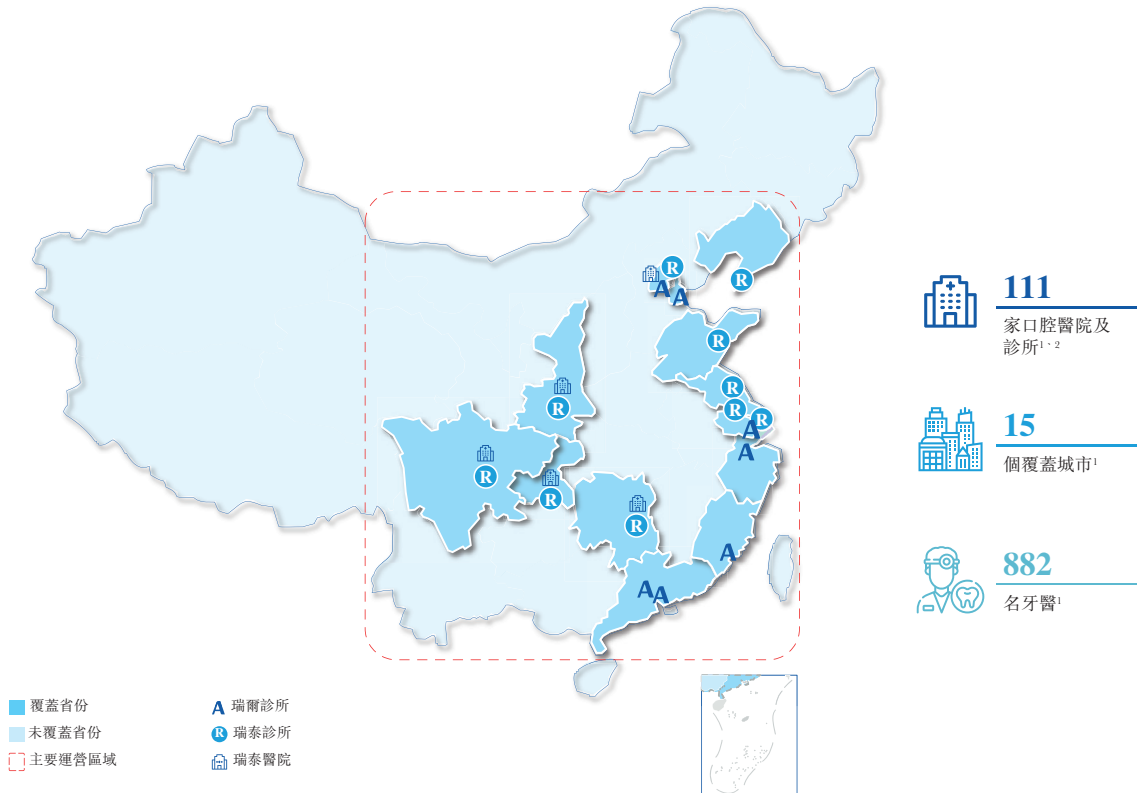 R
R
A
A
R
R
R
R
R
A
A
R
R
R
A
A
A
111
家口腔醫院及
診所1、2
15
個覆蓋城市1
882
名牙醫1
覆蓋省份
未覆蓋省份
主要運營區域
A 瑞爾診所
R 瑞泰診所
瑞泰醫院